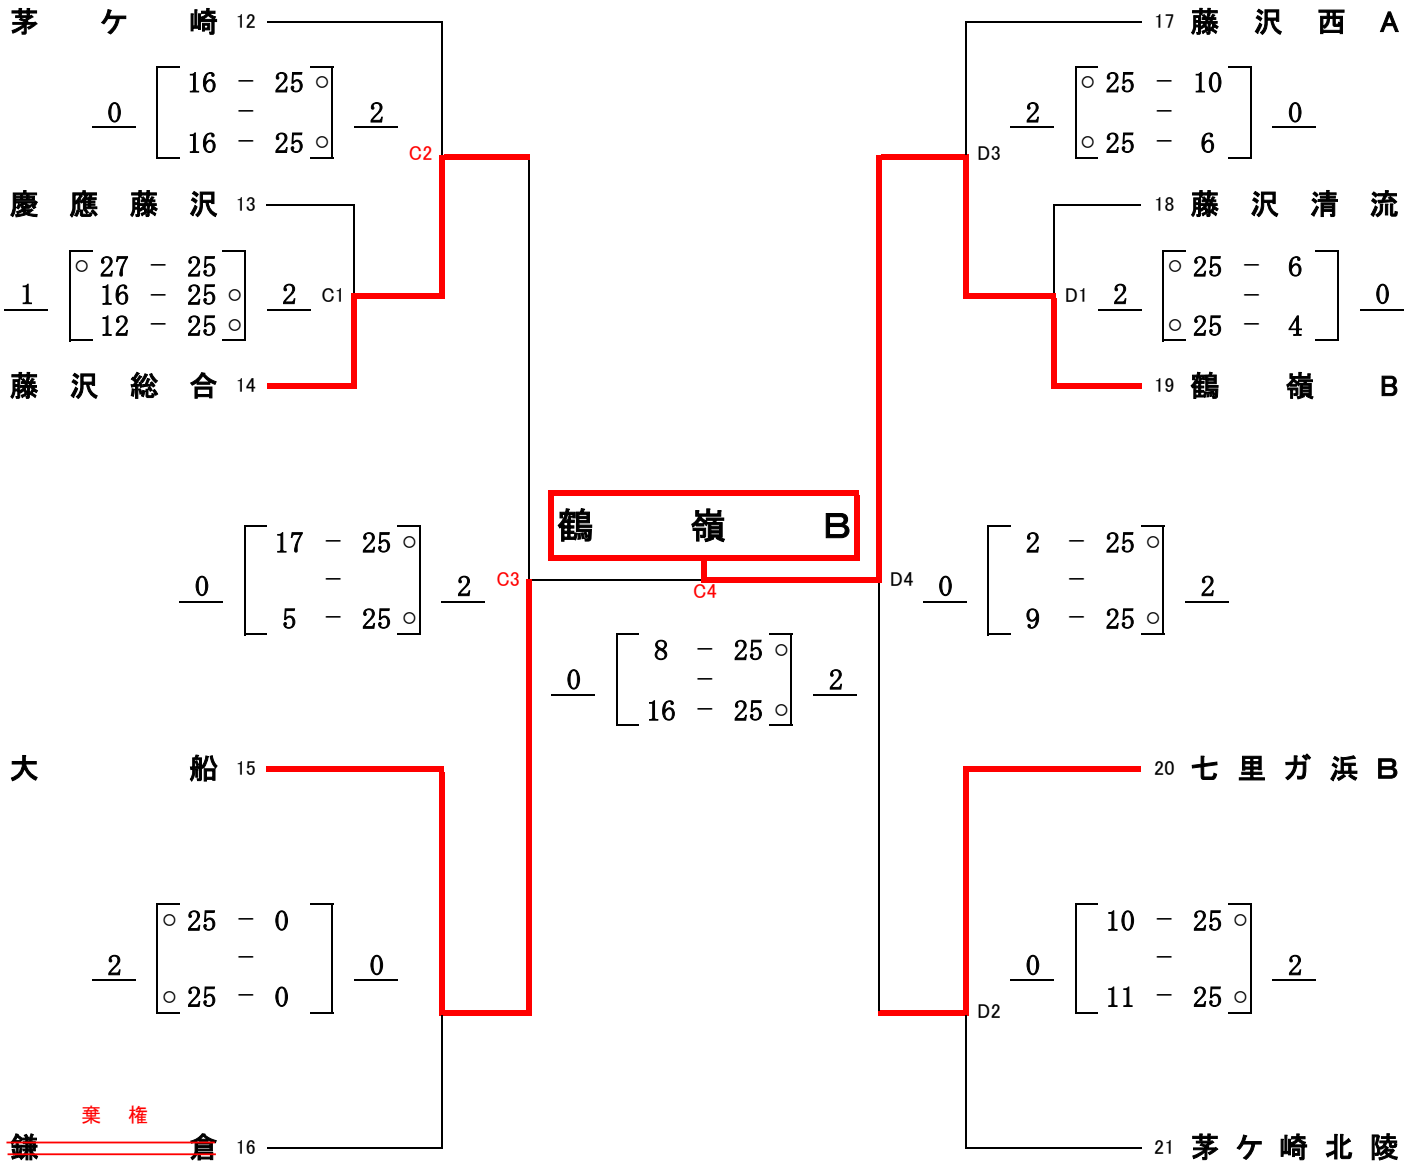 茅ケ崎 12
17 藤沢西A
0 16 - 25 ○ 2
-
16 - 25 ○
2 ○ 25 - 10 0
-
○ 25 - 6
C2
D3
慶應藤沢 13
18 藤沢清流
1 ○ 27 - 25 2
16 - 25 ○
12 - 25 ○
C1
D1
2 ○ 25 - 6 0
-
○ 25 - 4
藤沢総合 14
19 鶴嶺B
鶴嶺B
0 17 - 25 ○ 2
-
5 - 25 ○
C3
C4
D4
0 2 - 25 ○ 2
-
9 - 25 ○
0 8 - 25 ○ 2
-
16 - 25 ○
大船 15
20 七里ガ浜B
2 ○ 25 - 0 0
-
○ 25 - 0
D2
0 10 - 25 ○ 2
-
11 - 25 ○
棄権
鎌倉 16
21 茅ケ崎北陵